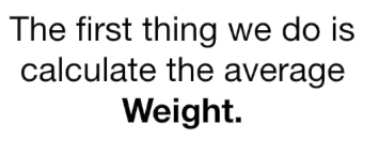 The first thing we do is
calculate the average
Weight.